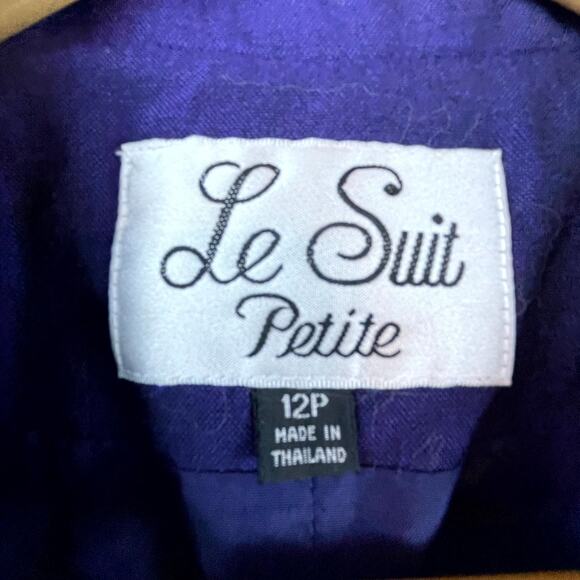 Le Suit
Petite
12P
MADE IN
THAILAND